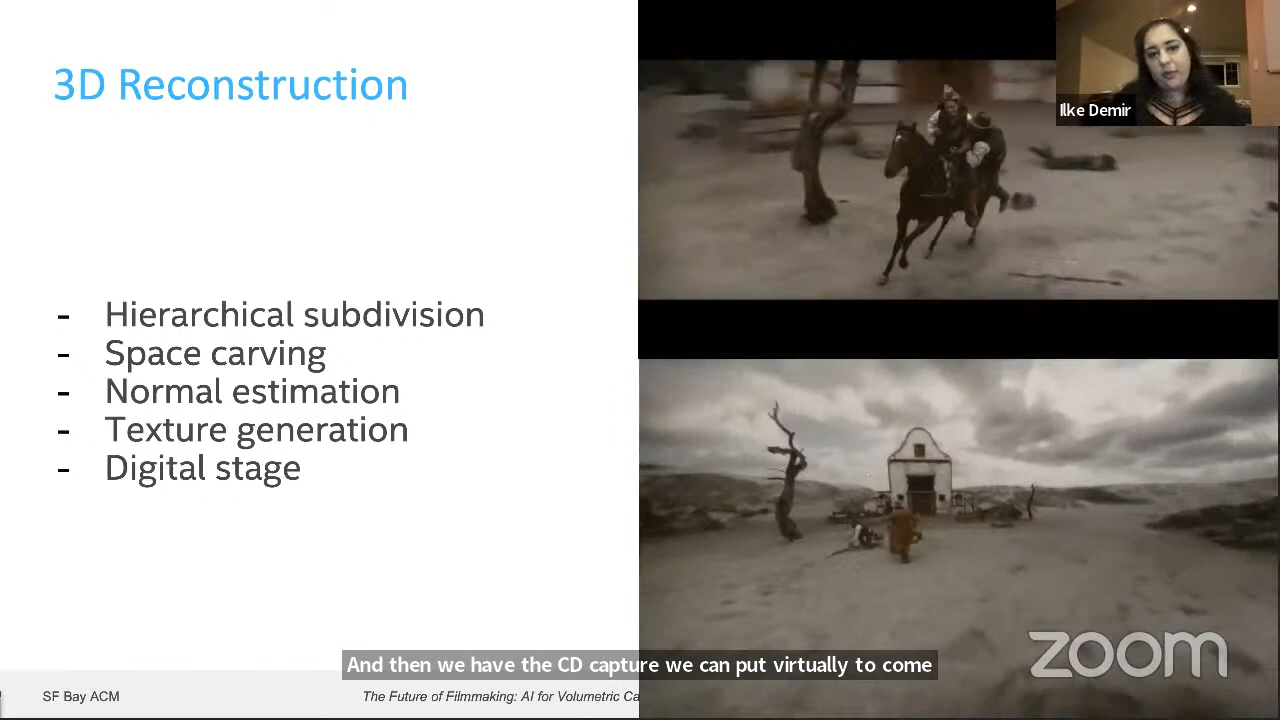 3D Reconstruction
Ilke Demir
- Hierarchical subdivision
- Space carving
- Normal estimation
- Texture generation
- Digital stage
zoom
And then we have the CD capture we can put virtually to come
SF Bay ACM
The Future of Filmmaking: AI for Volumetric Ca